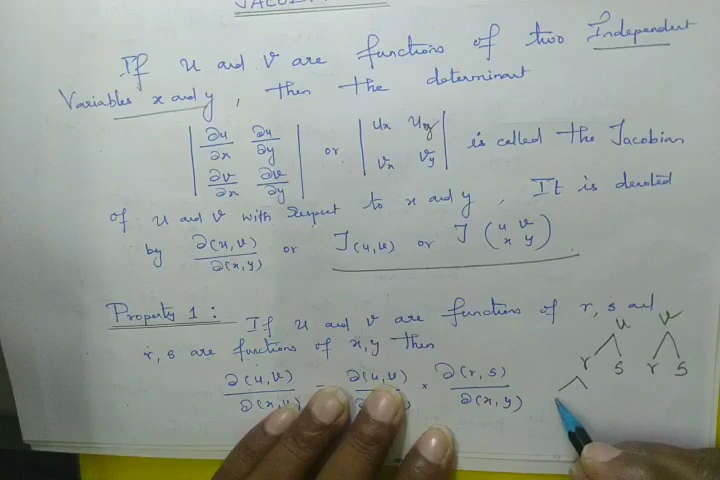 If u and v are functions of two Independent
Variables x and y, then the determinant
| ∂u/∂x ∂u/∂y | or | ux uy | is called the Jacobian
| ∂v/∂x ∂v/∂y | | vx vy |
of u and v with respect to x and y, It is denoted
by ∂(u,v)/∂(x,y) or J(u,v) or J (u v / x y)
Property 1: If u and v are functions of r, s and
r, s are functions of x, y then
∂(u,v) = ∂(u,v) × ∂(r,s)/∂(x,y)
u v
r s r s